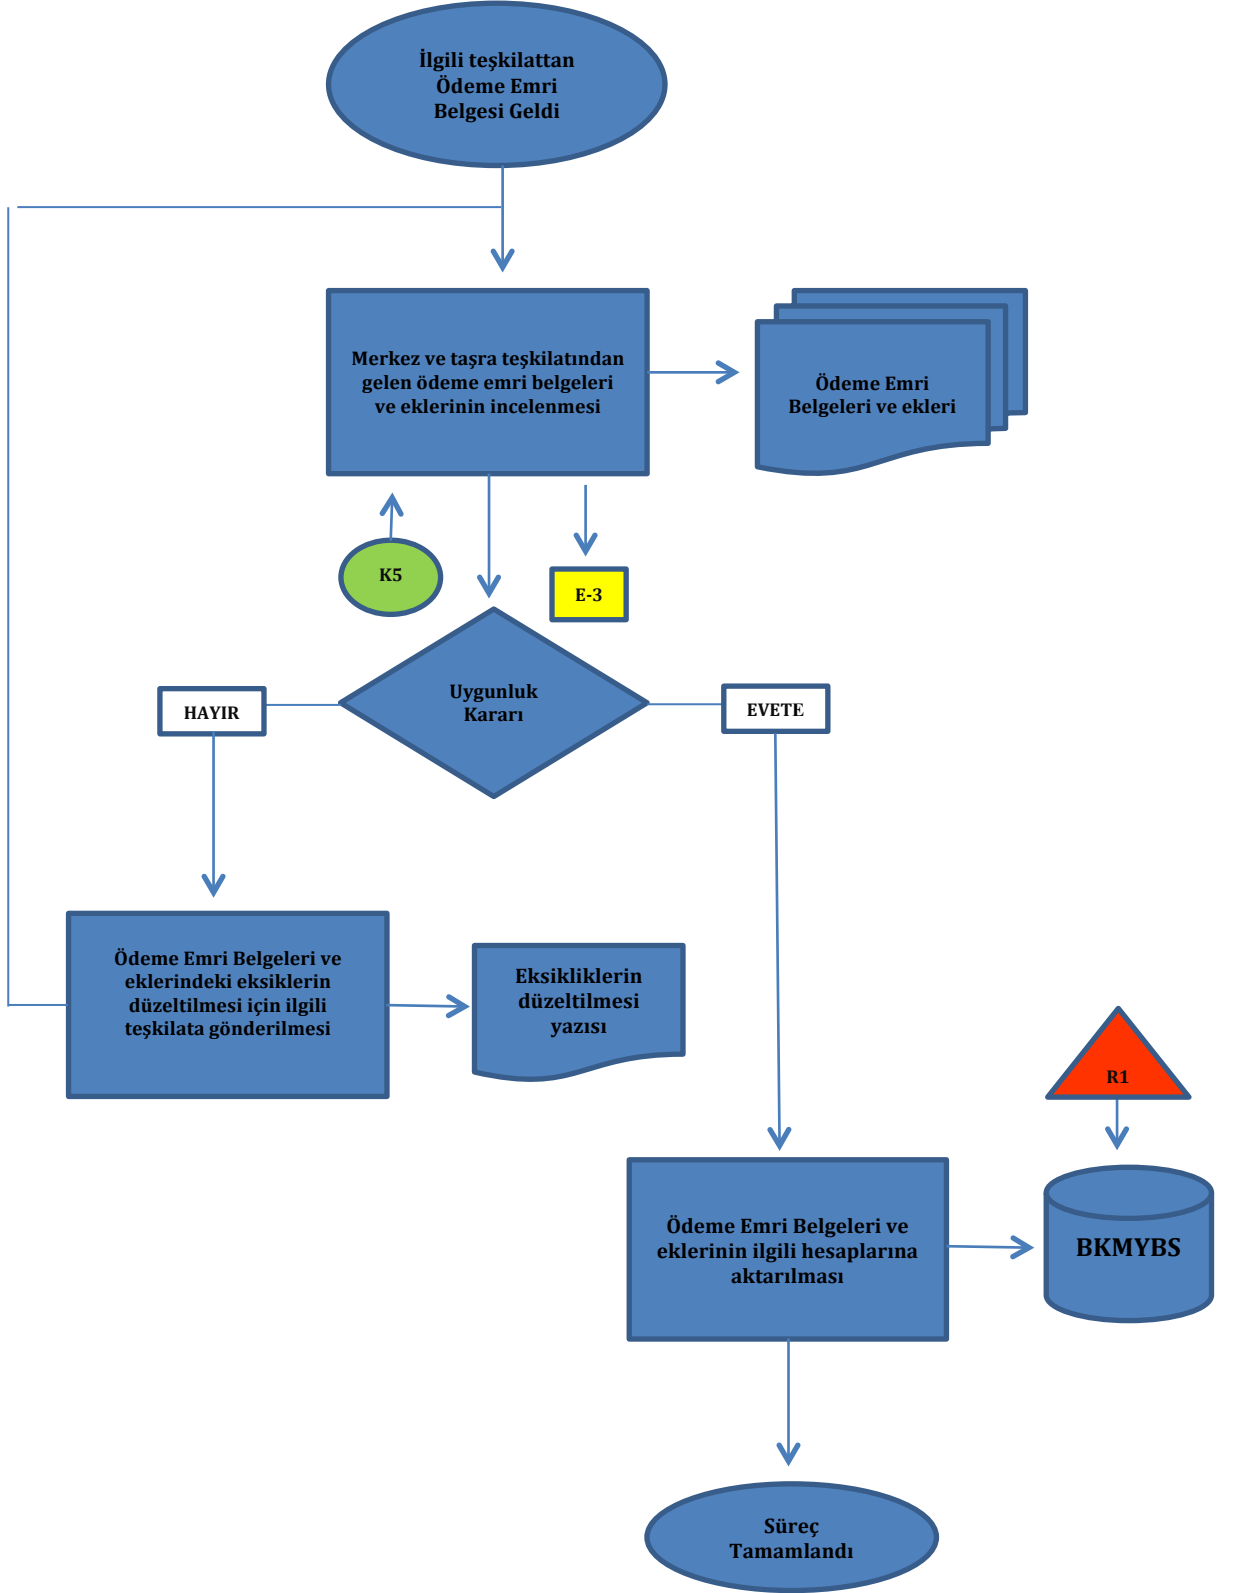 İlgili teşkilattan
Ödeme Emri
Belgesi Geldi
Merkez ve taşra teşkilatından
gelen ödeme emri belgeleri
ve eklerinin incelenmesi
Ödeme Emri
Belgeleri ve ekleri
K5
E-3
Uygunluk
Kararı
HAYIR
EVETE
Ödeme Emri Belgeleri ve
eklerindeki eksiklerin
düzeltilmesi için ilgili
teşkilata gönderilmesi
Eksikliklerin
düzeltilmesi
yazısı
R1
Ödeme Emri Belgeleri ve
eklerinin ilgili hesaplarına
aktarılması
BKMYBS
Süreç
Tamamlandı